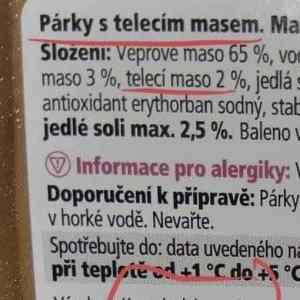 Párky s telecím masem. Ma
Složení: Vepřové maso 65 %, vod
maso 3 %, telecí maso 2 %, jedlá s
antioxidant erythorban sodný, stab
jedlé soli max. 2,5 %. Baleno v
Informace pro alergiky: V
Doporučení k přípravě: Párky
v horké vodě. Nevařte.
Spotřebujte do: data uvedeného na
při teplotě od +1 °C do +5 °C